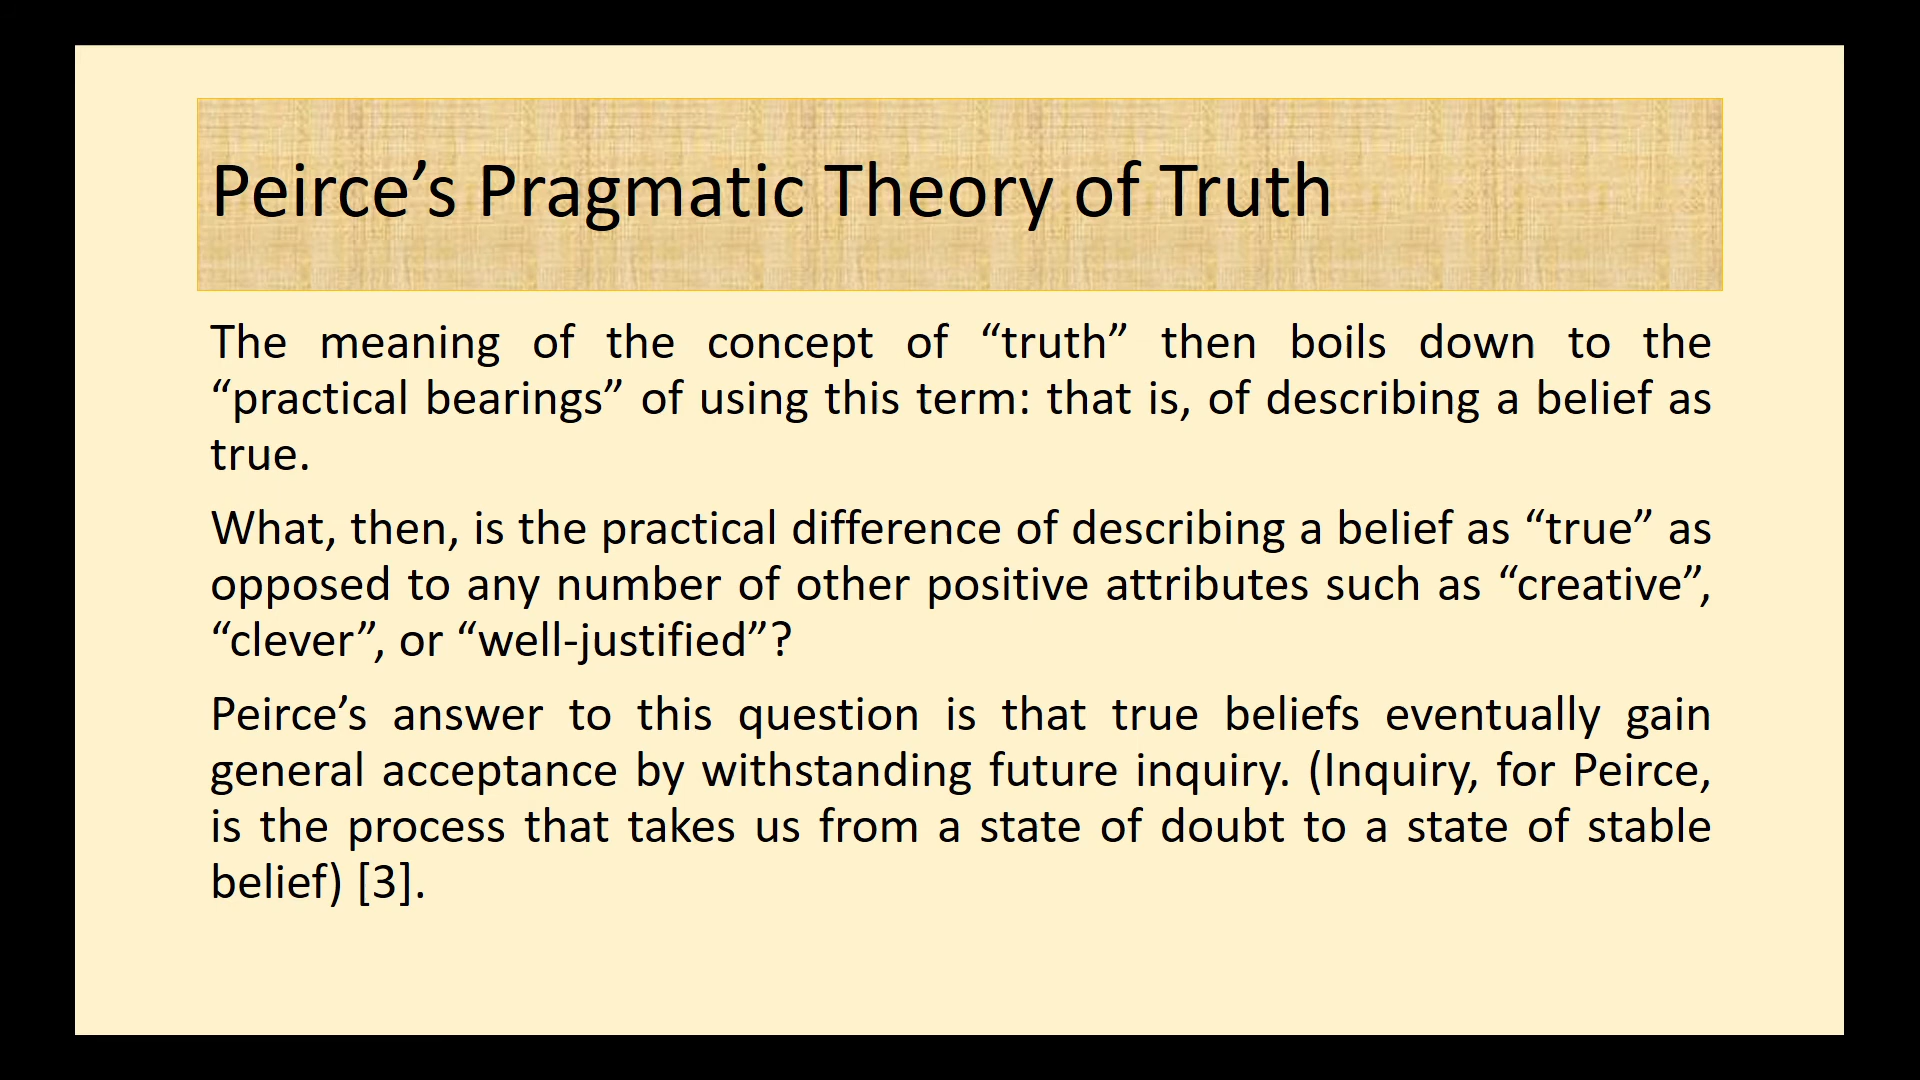 Peirce’s Pragmatic Theory of Truth
The meaning of the concept of “truth” then boils down to the
“practical bearings” of using this term: that is, of describing a belief as
true.
What, then, is the practical difference of describing a belief as “true” as
opposed to any number of other positive attributes such as “creative”,
“clever”, or “well-justified”?
Peirce’s answer to this question is that true beliefs eventually gain
general acceptance by withstanding future inquiry. (Inquiry, for Peirce,
is the process that takes us from a state of doubt to a state of stable
belief) [3].